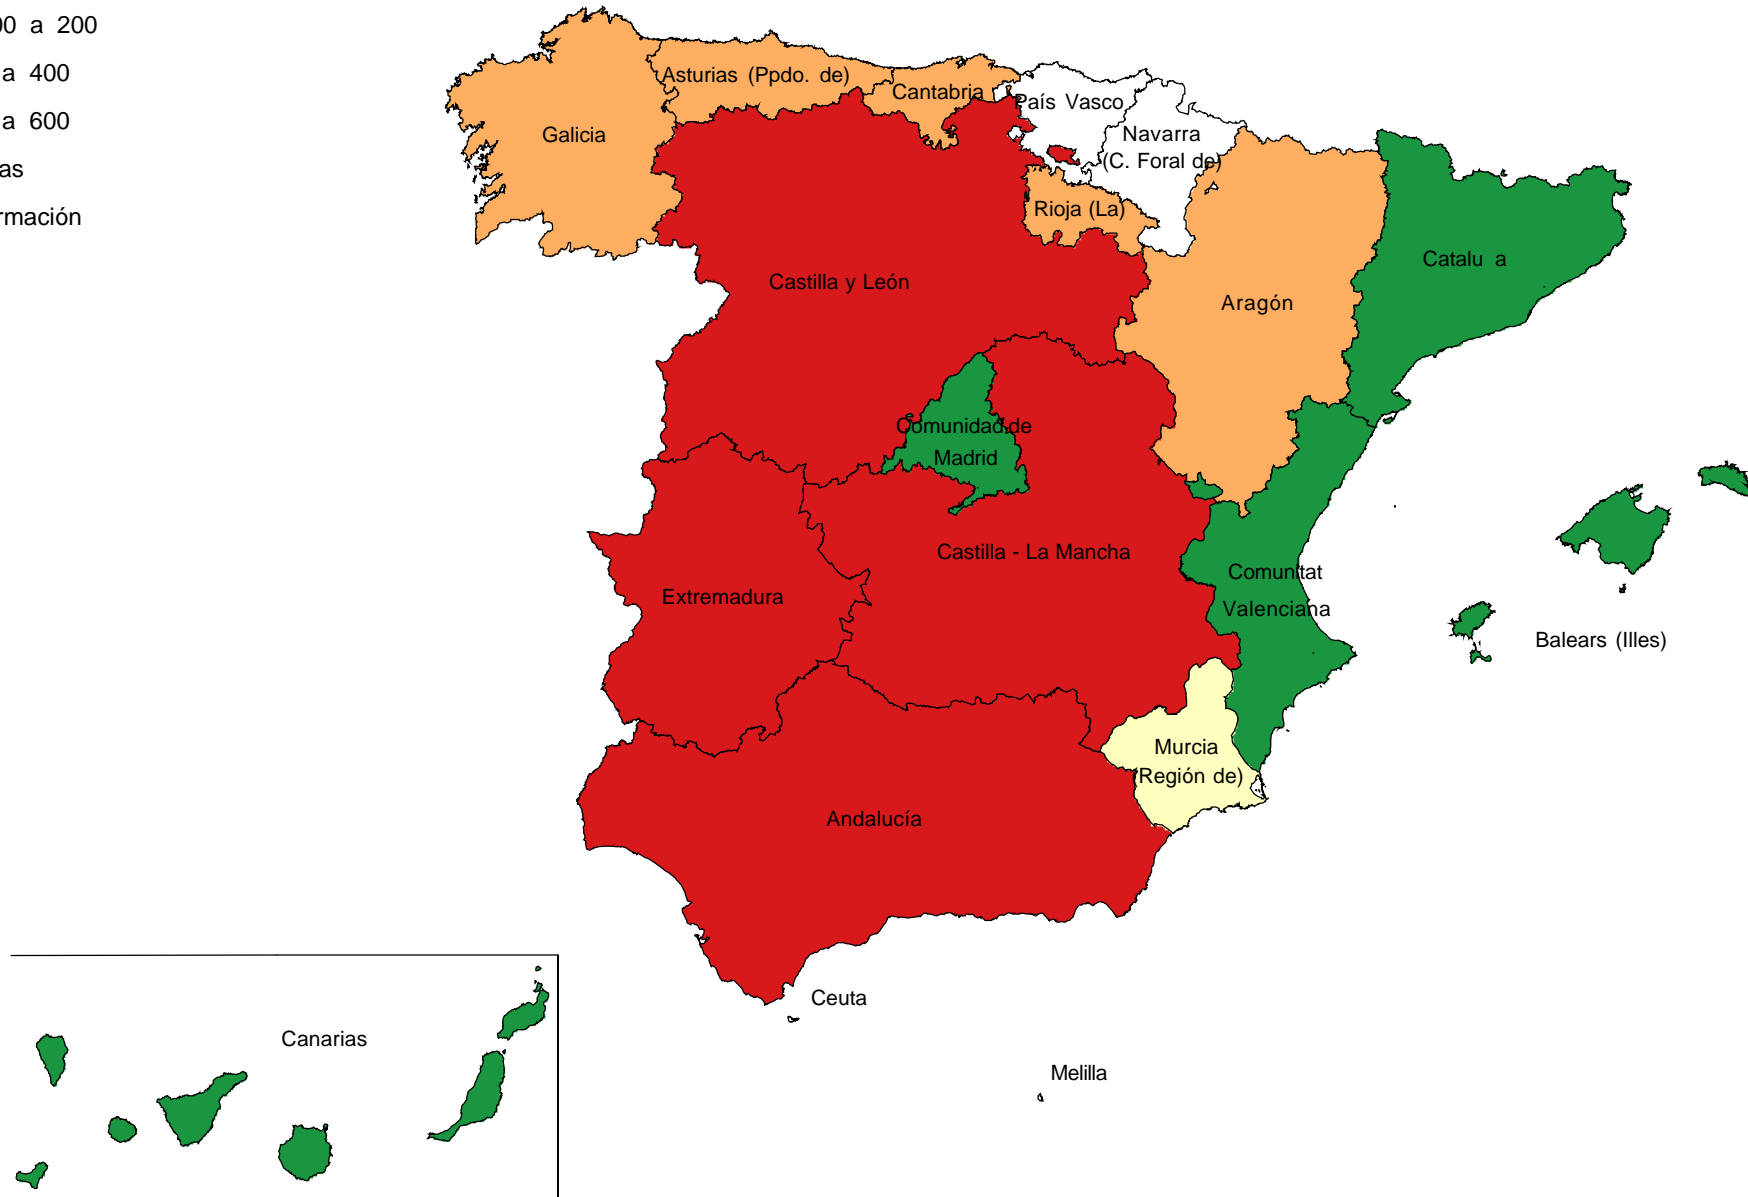 00 a 200
a 400
a 600
as
rmación
Asturias (Ppdo. de)
Cantabria
País Vasco
Galicia
Navarra
(C. Foral de)
Rioja (La)
Catalu a
Castilla y León
Aragón
Comunidad de
Madrid
Castilla - La Mancha
Comunitat
Valenciana
Extremadura
Balears (Illes)
Murcia
(Región de)
Andalucía
Ceuta
Canarias
Melilla